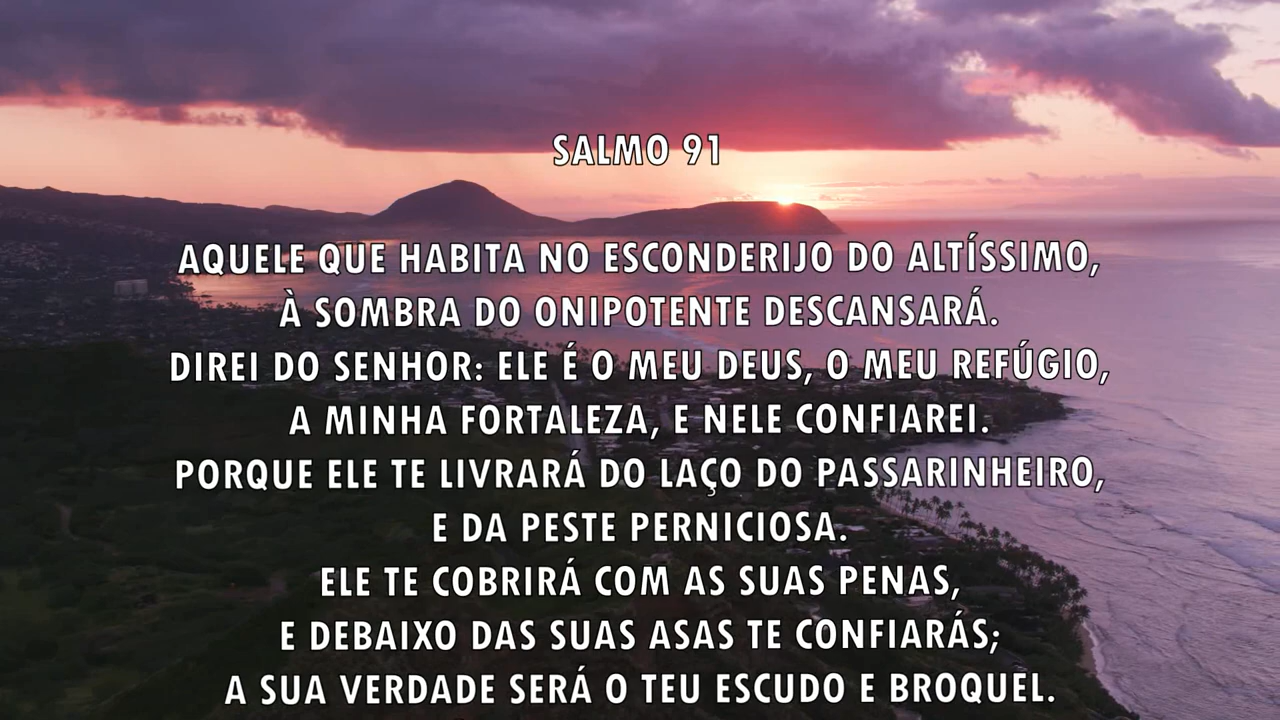 SALMO 91
AQUELE QUE HABITA NO ESCONDERIJO DO ALTÍSSIMO,
À SOMBRA DO ONIPOTENTE DESCANSARÁ.
DIREI DO SENHOR: ELE É O MEU DEUS, O MEU REFÚGIO,
A MINHA FORTALEZA, E NELE CONFIAREI.
PORQUE ELE TE LIVRARÁ DO LAÇO DO PASSARINHEIRO,
E DA PESTE PERNICIOSA.
ELE TE COBRIRÁ COM AS SUAS PENAS,
E DEBAIXO DAS SUAS ASAS TE CONFIARÁS;
A SUA VERDADE SERÁ O TEU ESCUDO E BROQUEL.